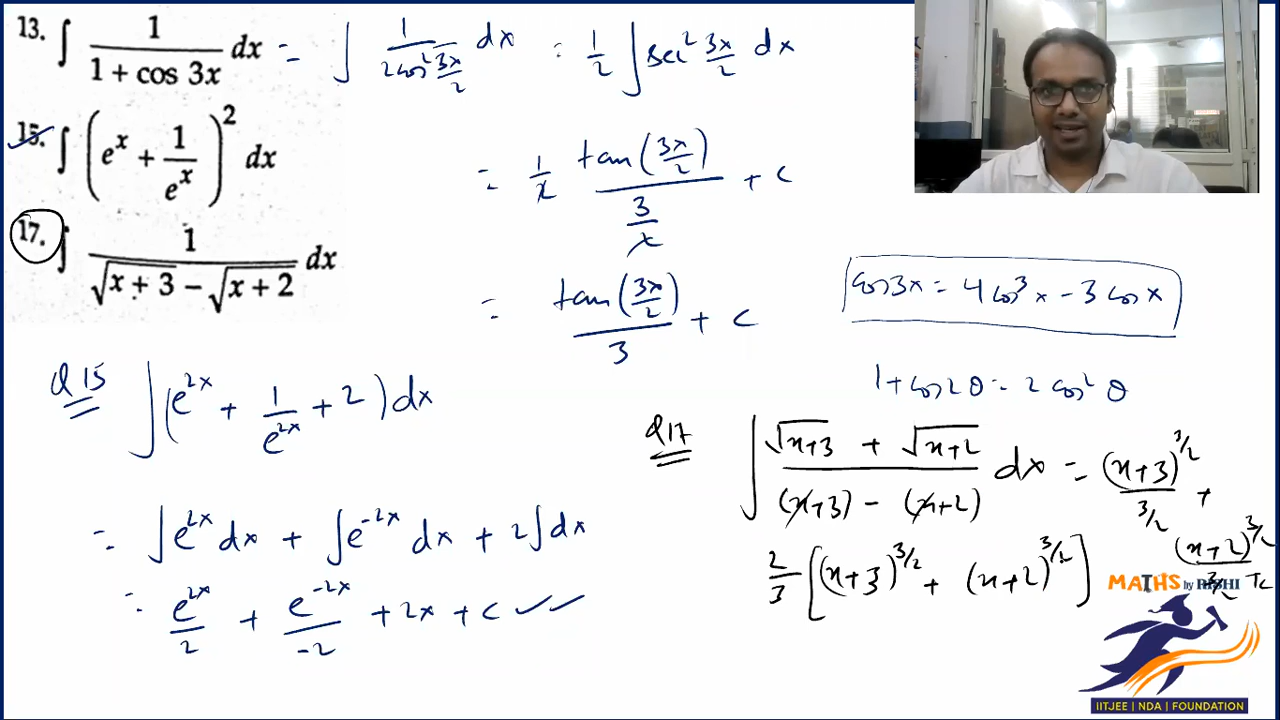 13. ∫ 1/(1 + cos 3x) dx = ∫ 1/(2cos² 3x/2) dx = 1/2 ∫ sec² 3x/2 dx
= 1/2 tan(3x/2)/(3/2) + c
= tan(3x/2)/3 + c
15. ∫ (e^x + 1/e^x)² dx
17. ∫ 1/(√(x + 3) − √(x + 2)) dx
cos3x = 4cos³x − 3cosx
1 + cos2θ = 2cos²θ
Q15 ∫(e^2x + 1/e^2x + 2) dx
= ∫e^2x dx + ∫e^-2x dx + 2∫dx
= e^2x/2 + e^-2x/-2 + 2x + c
Q17 ∫ (√(x+3) + √(x+2))/((x+3) − (x+2)) dx = (x+3)^3/2/(3/2) + (x+2)^3/2/(3/2) + c
2/3 [(x+3)^3/2 + (x+2)^3/2]
MATHS by RISHI
IITJEE | NDA | FOUNDATION